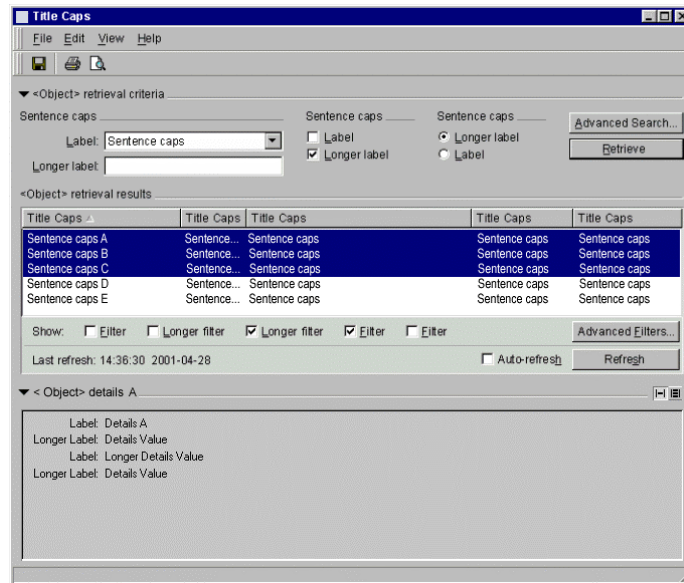 Title Caps
File Edit View Help
<Object> retrieval criteria
Sentence caps Sentence caps Sentence caps
Label: Sentence caps Label Longer label Advanced Search...
Longer label: Longer label Label Retrieve
<Object> retrieval results
Title Caps Title Caps Title Caps Title Caps Title Caps
Sentence caps A Sentence... Sentence caps Sentence caps Sentence caps
Sentence caps B Sentence... Sentence caps Sentence caps Sentence caps
Sentence caps C Sentence... Sentence caps Sentence caps Sentence caps
Sentence caps D Sentence... Sentence caps Sentence caps Sentence caps
Sentence caps E Sentence... Sentence caps Sentence caps Sentence caps
Show: Filter Longer filter Longer filter Filter Filter Advanced Filters...
Last refresh: 14:36:30 2001-04-28 Auto-refresh Refresh
< Object> details A
Label: Details A
Longer Label: Details Value
Label: Longer Details Value
Longer Label: Details Value